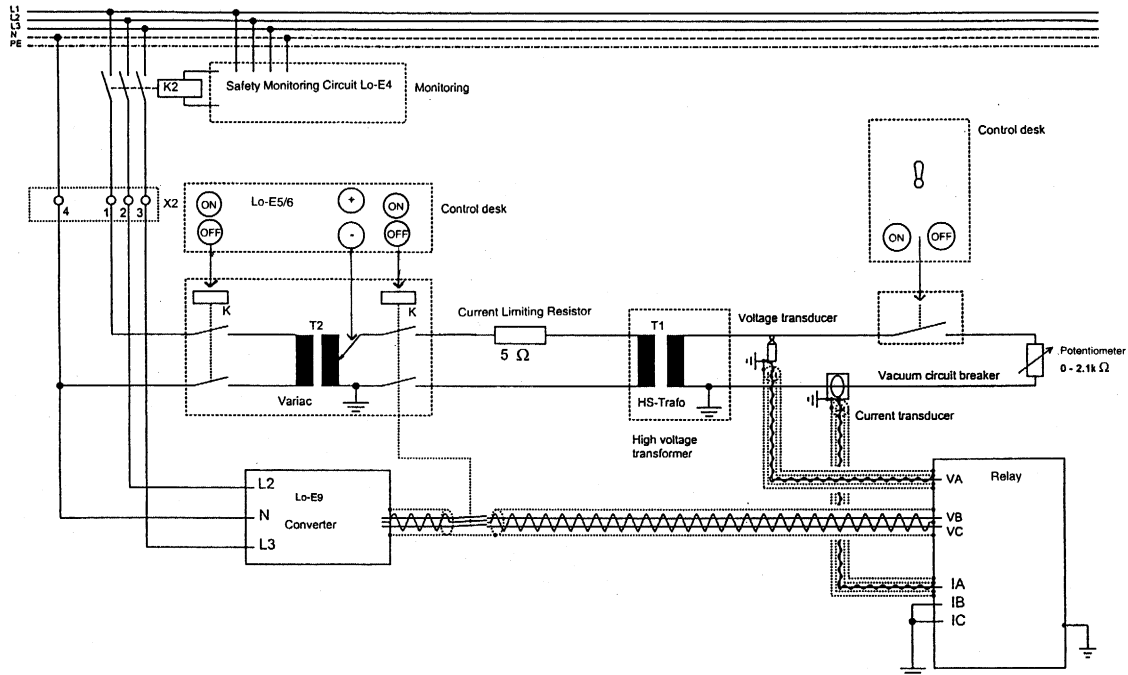 L1
L2
L3
N
PE
K2
Safety Monitoring Circuit Lo-E4
Monitoring
Control desk
4
1
2
3
X2
ON
OFF
Lo-E5/6
+
-
ON
OFF
Control desk
!
ON
OFF
K
T2
K
Variac
Current Limiting Resistor
5 Ω
T1
HS-Trafo
High voltage
transformer
Voltage transducer
Vacuum circuit breaker
Potentiometer
0 - 2.1k Ω
Current transducer
L2
N
L3
Lo-E9
Converter
Relay
VA
VB
VC
IA
IB
IC